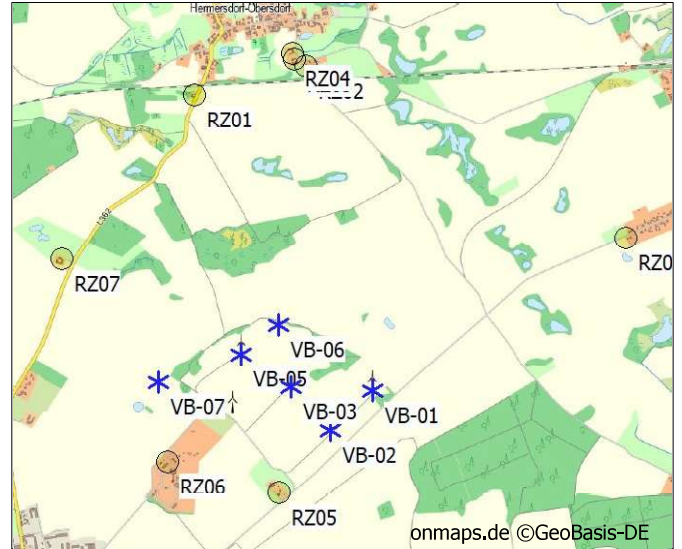 Hermersdorf-Obersdorf
RZ04
RZ01
L362
RZ0
RZ07
VB-06
VB-05
VB-07
VB-03
VB-01
VB-02
RZ06
RZ05
onmaps.de ©GeoBasis-DE